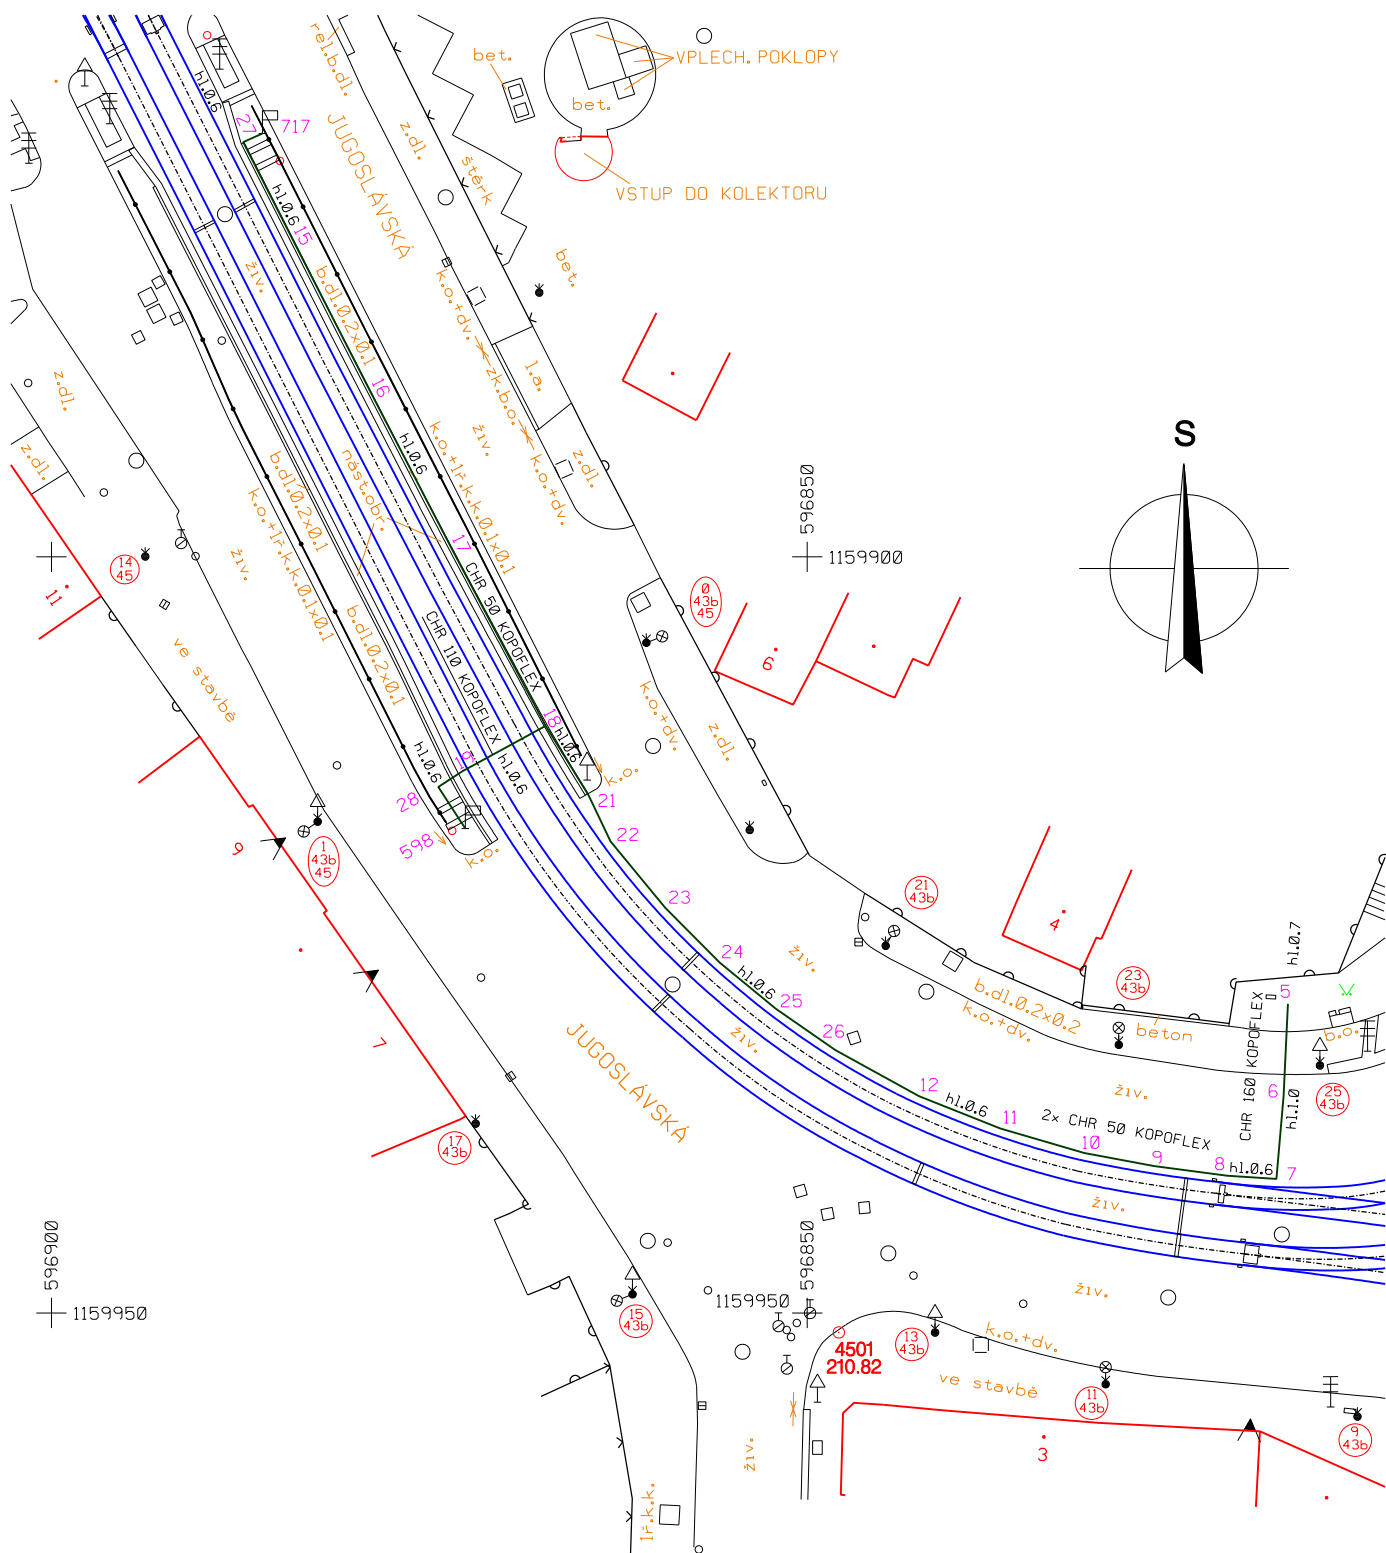 rel.b.dl.
bet.
VPLECH. POKLOPY
hl.0.6
bet.
27
717
JUGOSLÁVSKÁ
z.dl.
štěrk
VSTUP DO KOLEKTORU
hl.0.6
15
živ.
b.dl.0.2x0.1
k.o.+dv.
bet.
zk.b.o.
l.a.
z.dl.
16
živ.
S
z.dl.
hl.0.6
k.o.+1ř.k.k.0.1x0.1
k.o.+dv.
z.dl.
b.dl.0.2x0.1
nást.obr.
k.o.+1ř.k.k.0.1x0.1
596850
1159900
17
CHR 50 KOPOFLEX
živ.
14
45
11
0
43b
45
b.dl.0.2x0.1
CHR 110 KOPOFLEX
ve stavbě
6
k.o.+dv.
z.dl.
18
hl.0.6
hl.0.6
19
hl.0.6
k.o.
28
21
598
k.o.
22
9
1
43b
45
23
21
43b
4
24
živ.
hl.0.6
25
b.dl.0.2x0.2
k.o.+dv.
23
43b
beton
hl.0.7
5
b.o.
JUGOSLÁVSKÁ
živ.
26
7
12
hl.0.6
11
2x CHR 50 KOPOFLEX
živ.
CHR 160 KOPOFLEX
6
hl.1.0
25
43b
17
43b
10
9
8
hl.0.6
7
živ.
596900
1159950
596850
1159950
živ.
15
43b
4501
210.82
13
43b
k.o.+dv.
ve stavbě
11
43b
9
43b
živ.
3
1ř.k.k.